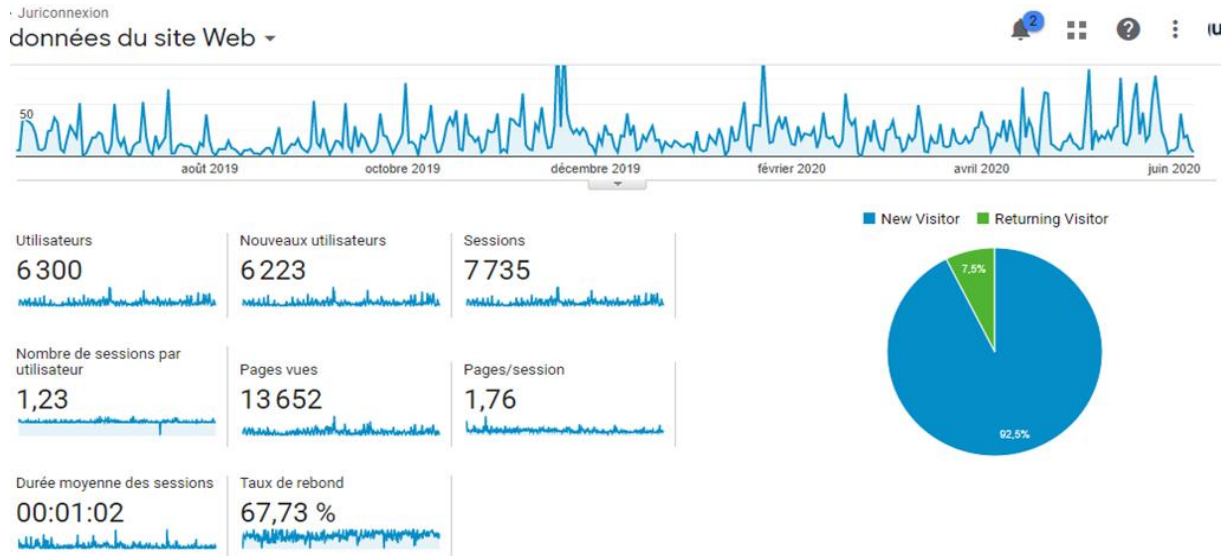 Juriconnexion
données du site Web
2
50
août 2019
octobre 2019
décembre 2019
février 2020
avril 2020
juin 2020
New Visitor
Returning Visitor
Utilisateurs
6 300
Nouveaux utilisateurs
6 223
Sessions
7 735
7,5%
92,5%
Nombre de sessions par
utilisateur
1,23
Pages vues
13 652
Pages/session
1,76
Durée moyenne des sessions
00:01:02
Taux de rebond
67,73 %